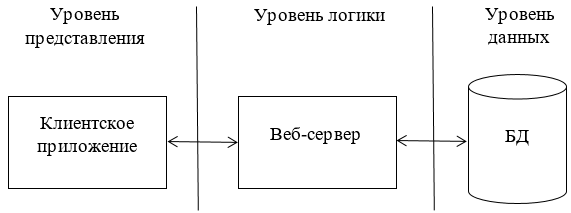 Уровень
представления
Уровень логики
Уровень
данных
Клиентское
приложение
Веб-сервер
БД